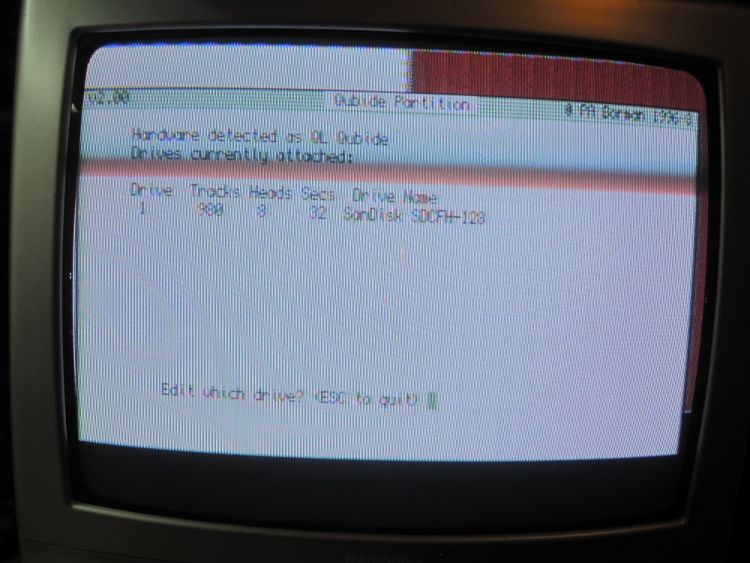 v2.00 Qubide Partition © PA Borman 1996-9
Hardware detected as QL Qubide
Drives currently attached:
Drive Tracks Heads Secs Drive Name
1 980 8 32 SanDisk SDCFH-128
Edit which drive? (ESC to quit)